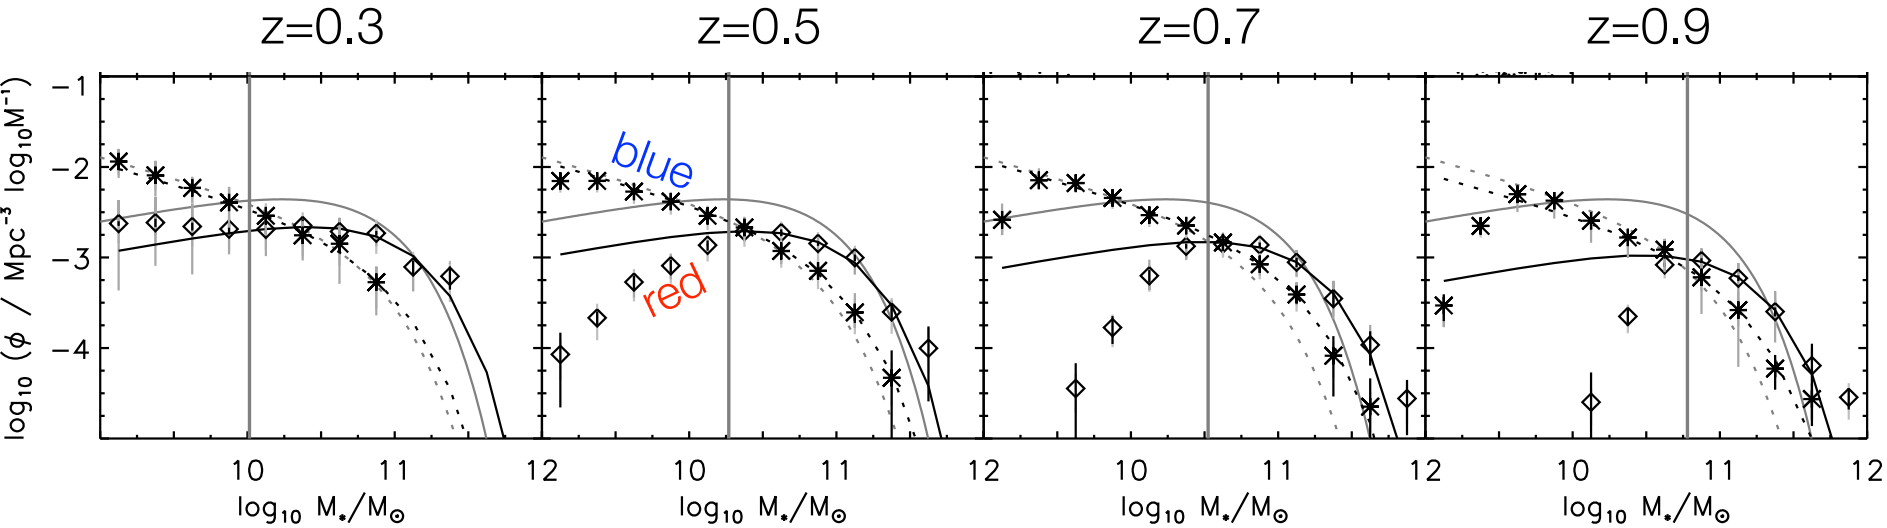 z=0.3 z=0.5 z=0.7 z=0.9
-1
-2
-3
-4
log₁₀ (ϕ / Mpc⁻³ log₁₀M⁻¹)
blue
red
10 11 12 10 11 12 10 11 12 10 11 12
log₁₀ M*/M⊙ log₁₀ M*/M⊙ log₁₀ M*/M⊙ log₁₀ M*/M⊙